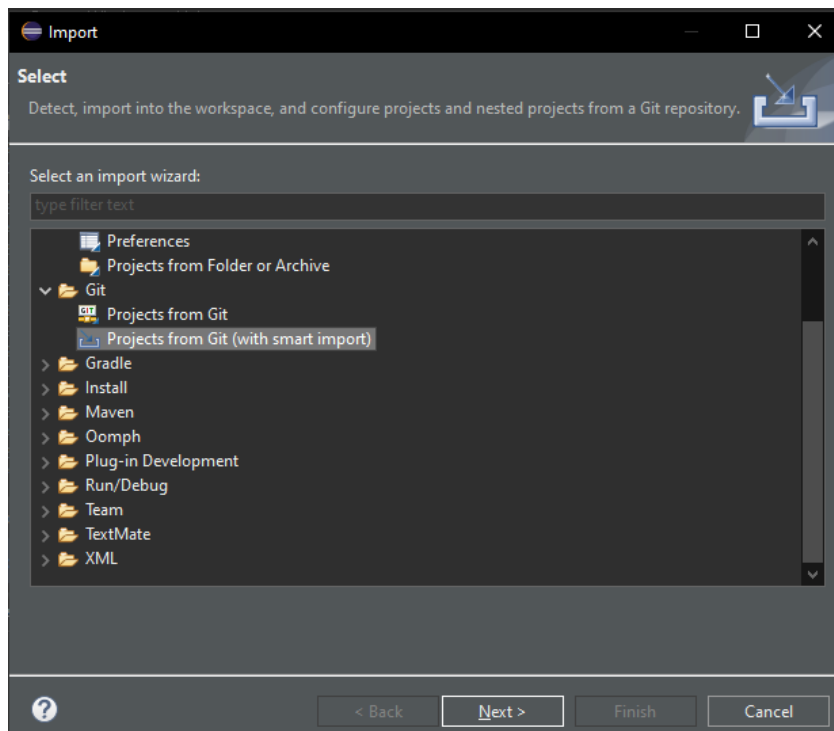 Import
Select
Detect, import into the workspace, and configure projects and nested projects from a Git repository.
Select an import wizard:
type filter text
Preferences
Projects from Folder or Archive
Git
GIT
Projects from Git
Projects from Git (with smart import)
Gradle
Install
Maven
Oomph
Plug-in Development
Run/Debug
Team
TextMate
XML
?
< Back
Next >
Finish
Cancel